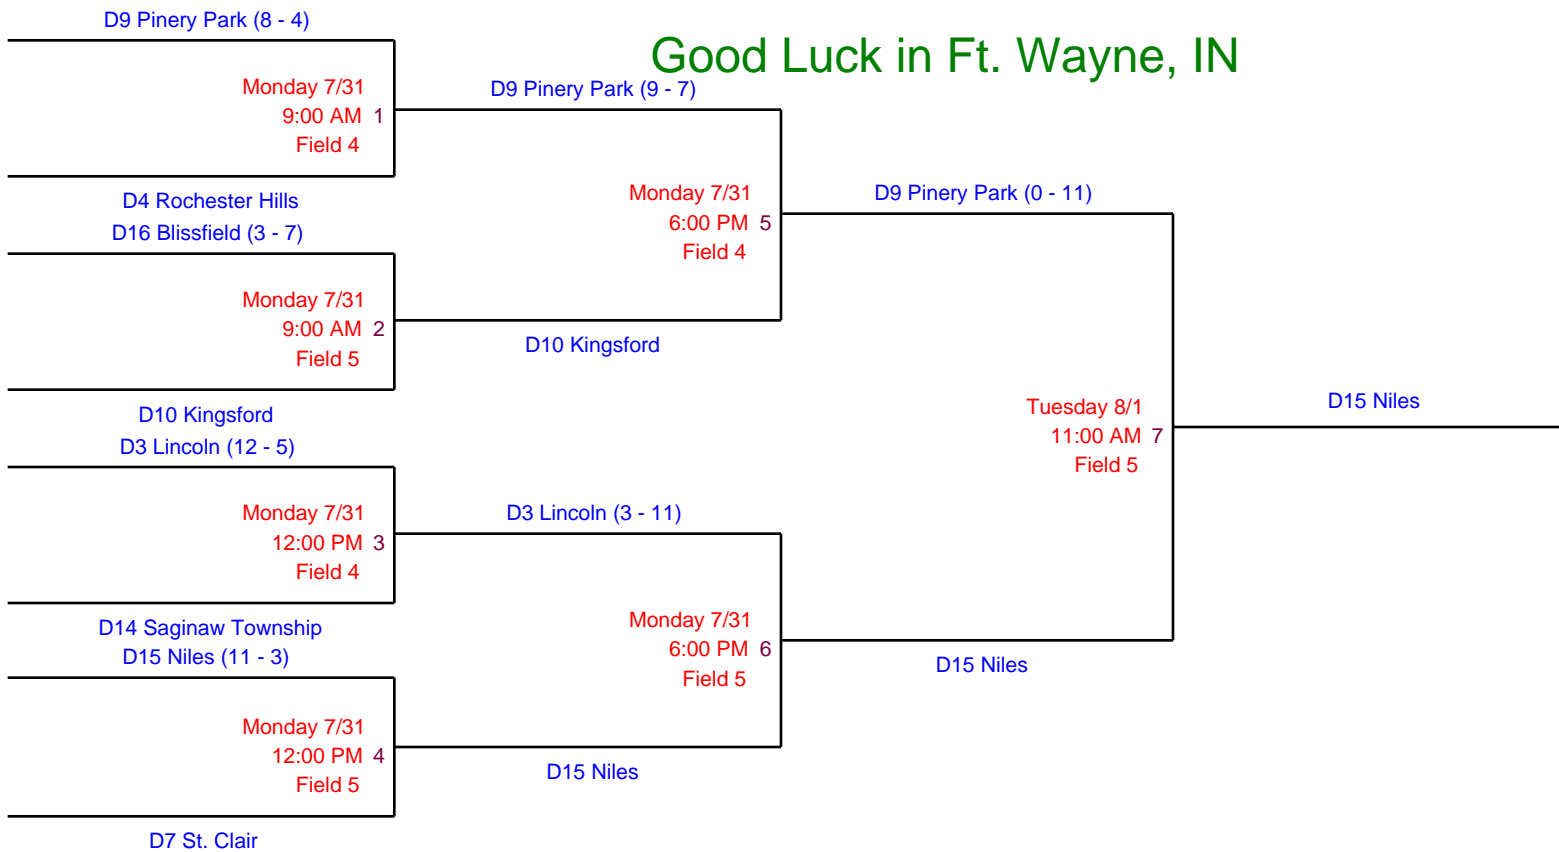 Good Luck in Ft. Wayne, IN
D9 Pinery Park (8 - 4)
Monday 7/31
9:00 AM 1
Field 4
D4 Rochester Hills
D16 Blissfield (3 - 7)
Monday 7/31
9:00 AM 2
Field 5
D10 Kingsford
D3 Lincoln (12 - 5)
Monday 7/31
12:00 PM 3
Field 4
D14 Saginaw Township
D15 Niles (11 - 3)
Monday 7/31
12:00 PM 4
Field 5
D7 St. Clair
D9 Pinery Park (9 - 7)
Monday 7/31
6:00 PM 5
Field 4
D10 Kingsford
D3 Lincoln (3 - 11)
Monday 7/31
6:00 PM 6
Field 5
D15 Niles
D9 Pinery Park (0 - 11)
Tuesday 8/1
11:00 AM 7
Field 5
D15 Niles
D15 Niles